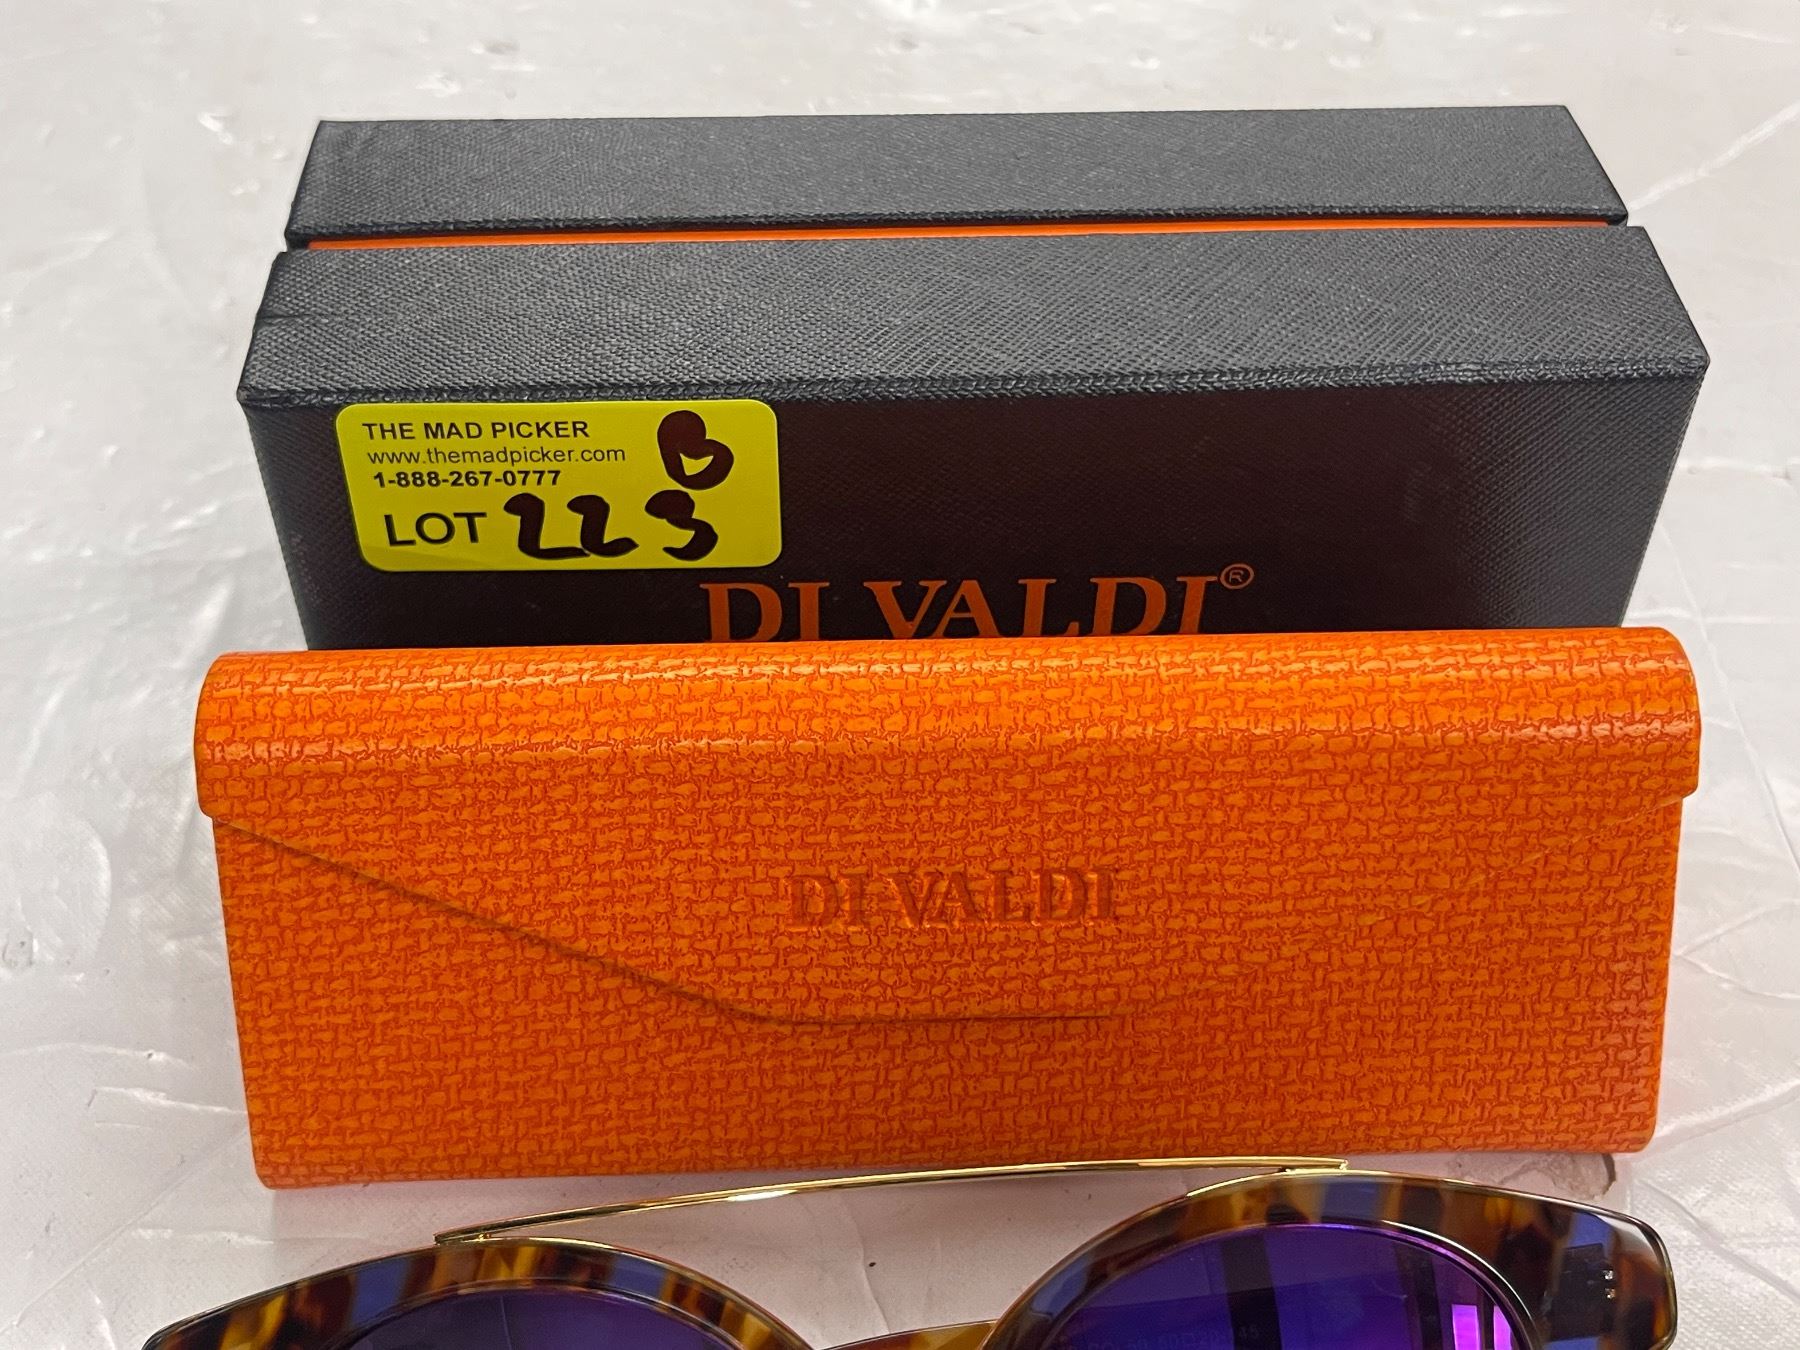 THE MAD PICKER
www.themadpicker.com
1-888-267-0777
B
LOT 223
DI VALDI®
DI VALDI